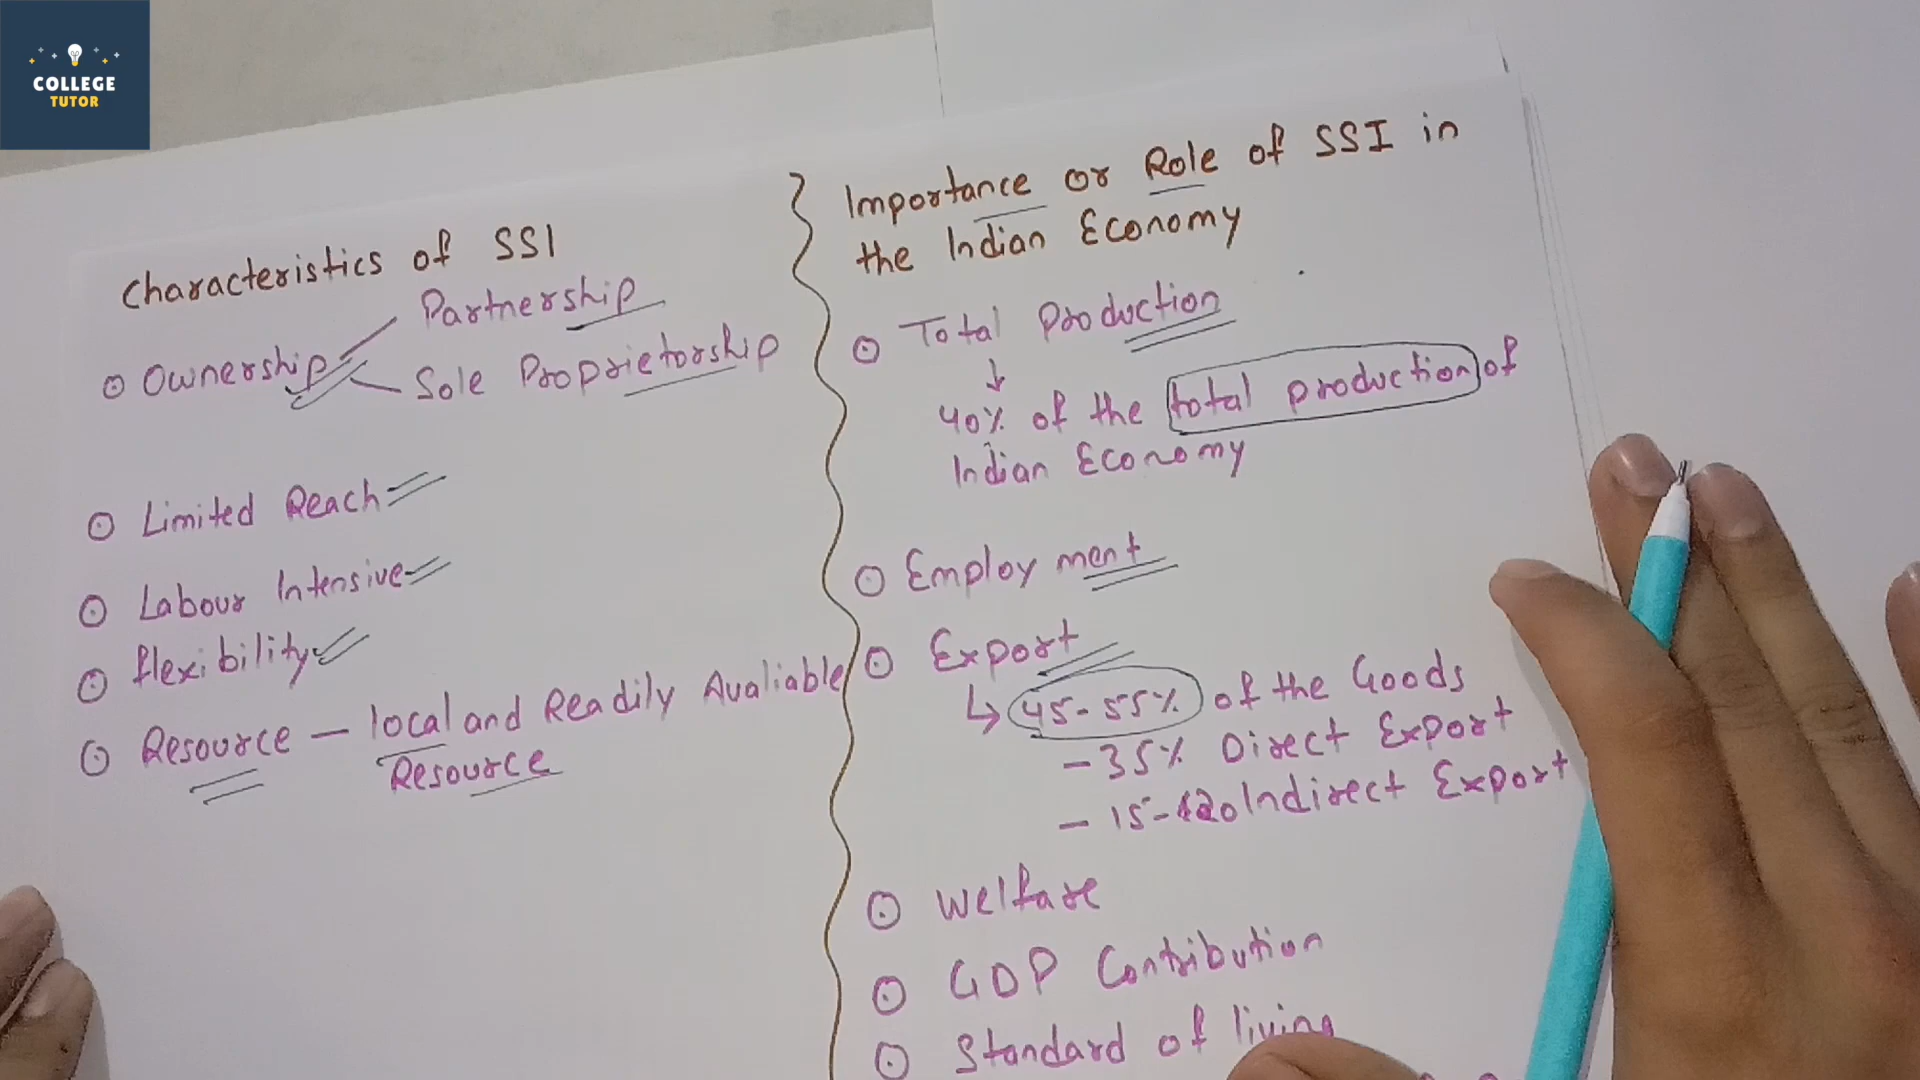 COLLEGE
TUTOR
Characteristics of SSI
⊙ Ownership
Partnership
Sole Proprietorship
⊙ Limited Reach
⊙ Labour Intensive
⊙ flexibility
⊙ Resource - local and Readily Avaliable
Resource
Importance or Role of SSI in
the Indian Economy
⊙ Total Production
↓
40% of the total production of
Indian Economy
⊙ Employment
⊙ Export
↳ 45-55% of the Goods
- 35% Direct Export
- 15-20 Indirect Export
⊙ Welfare
⊙ GDP Contribution
⊙ Standard of living